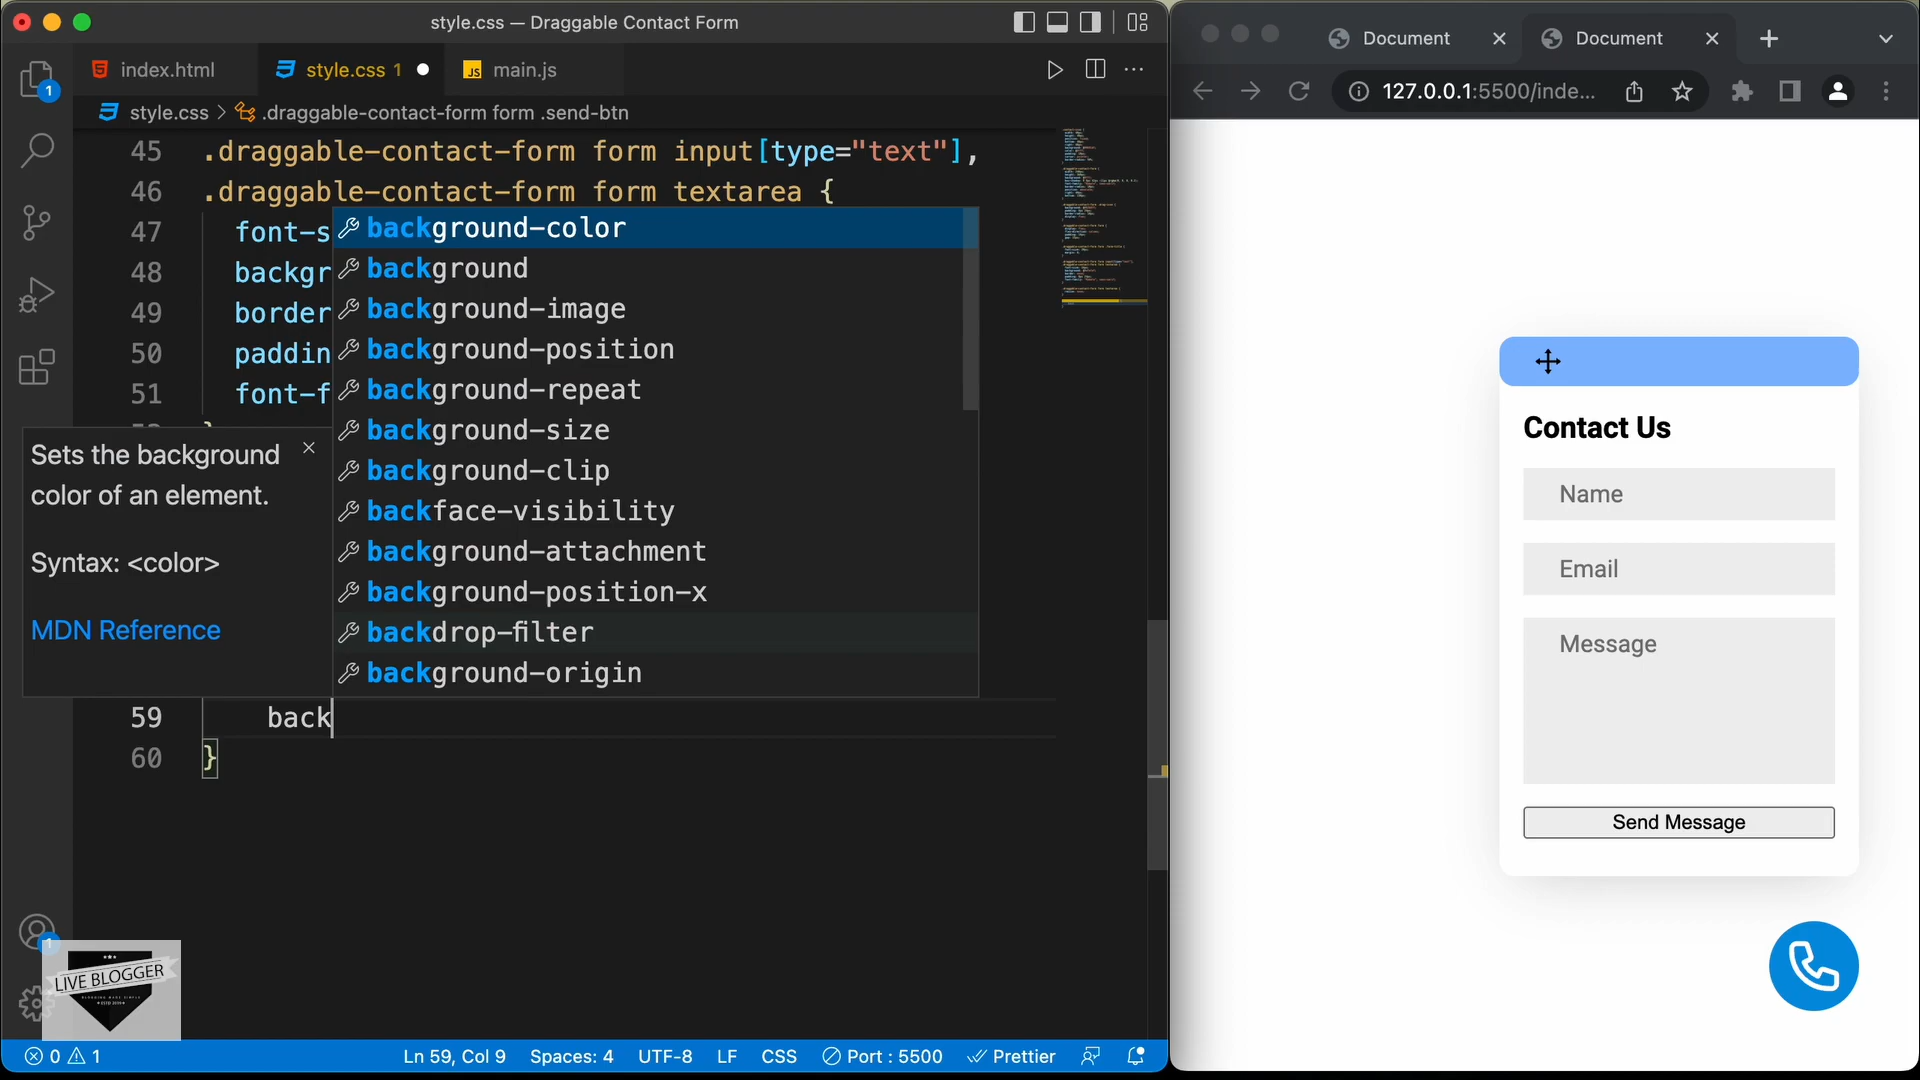 style.css — Draggable Contact Form
index.html
style.css 1
main.js
style.css > .draggable-contact-form form .send-btn
45 .draggable-contact-form form input[type="text"],
46 .draggable-contact-form form textarea {
47 font-s
48 backgr
49 border
50 paddin
51 font-f
background-color
background
background-image
background-position
background-repeat
background-size
background-clip
backface-visibility
background-attachment
background-position-x
backdrop-filter
background-origin
Sets the background
color of an element.
Syntax: <color>
MDN Reference
59 back
60 }
1
1
LIVE BLOGGER
0 1
Ln 59, Col 9
Spaces: 4
UTF-8
LF
CSS
Port : 5500
Prettier
Document
Document
127.0.0.1:5500/inde...
Contact Us
Name
Email
Message
Send Message